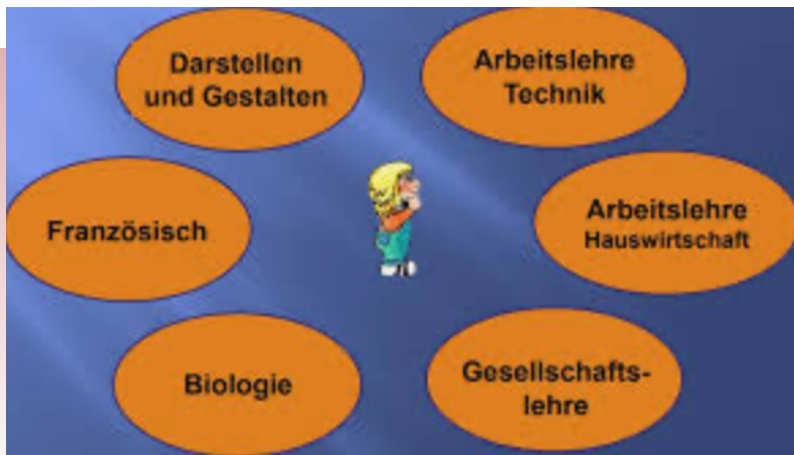 Darstellen
und Gestalten
Arbeitslehre
Technik
Französisch
Arbeitslehre
Hauswirtschaft
Biologie
Gesellschafts-
lehre